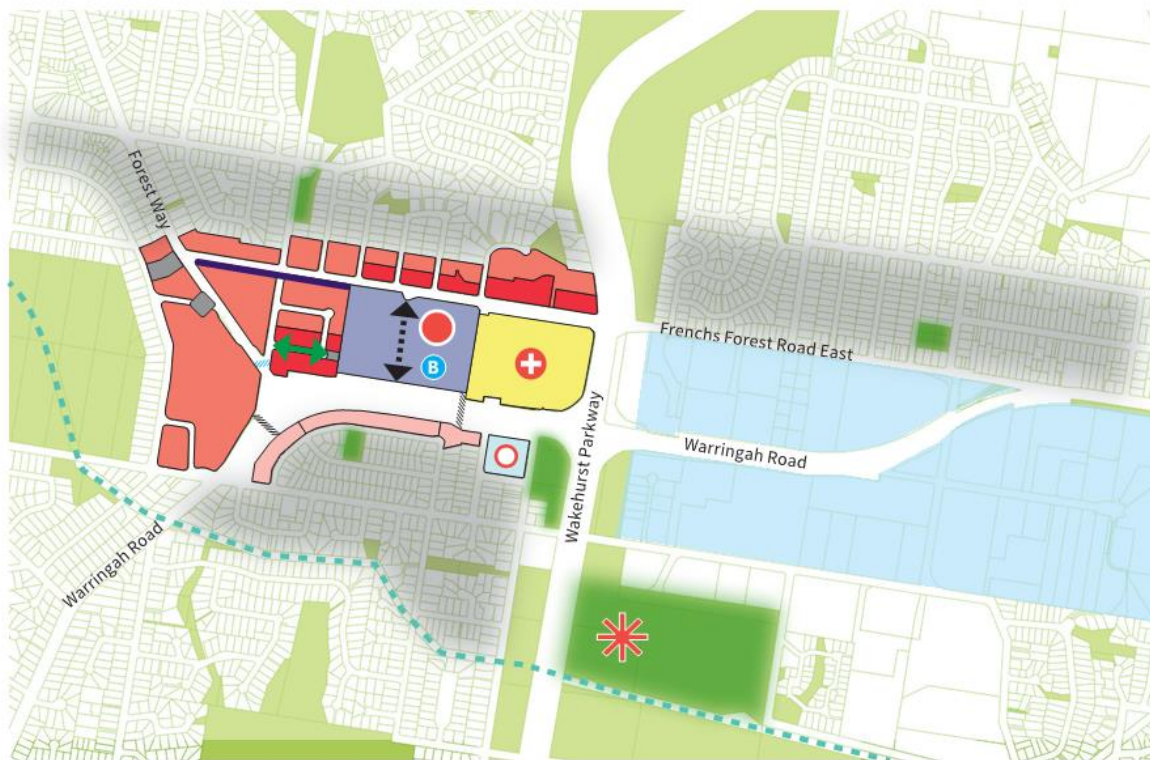 Forest Way
Frenchs Forest Road East
B
Warringah Road
Wakehurst Parkway
Warringah Road